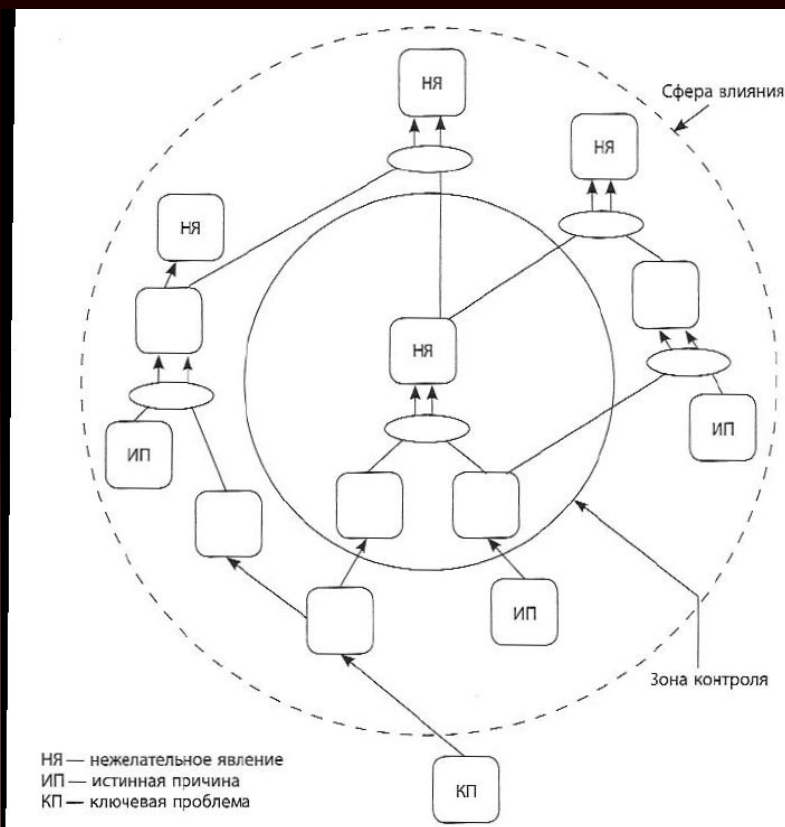 НЯ
Сфера влияния
НЯ
НЯ
НЯ
ИП
ИП
ИП
Зона контроля
НЯ — нежелательное явление
ИП — истинная причина
КП — ключевая проблема
КП